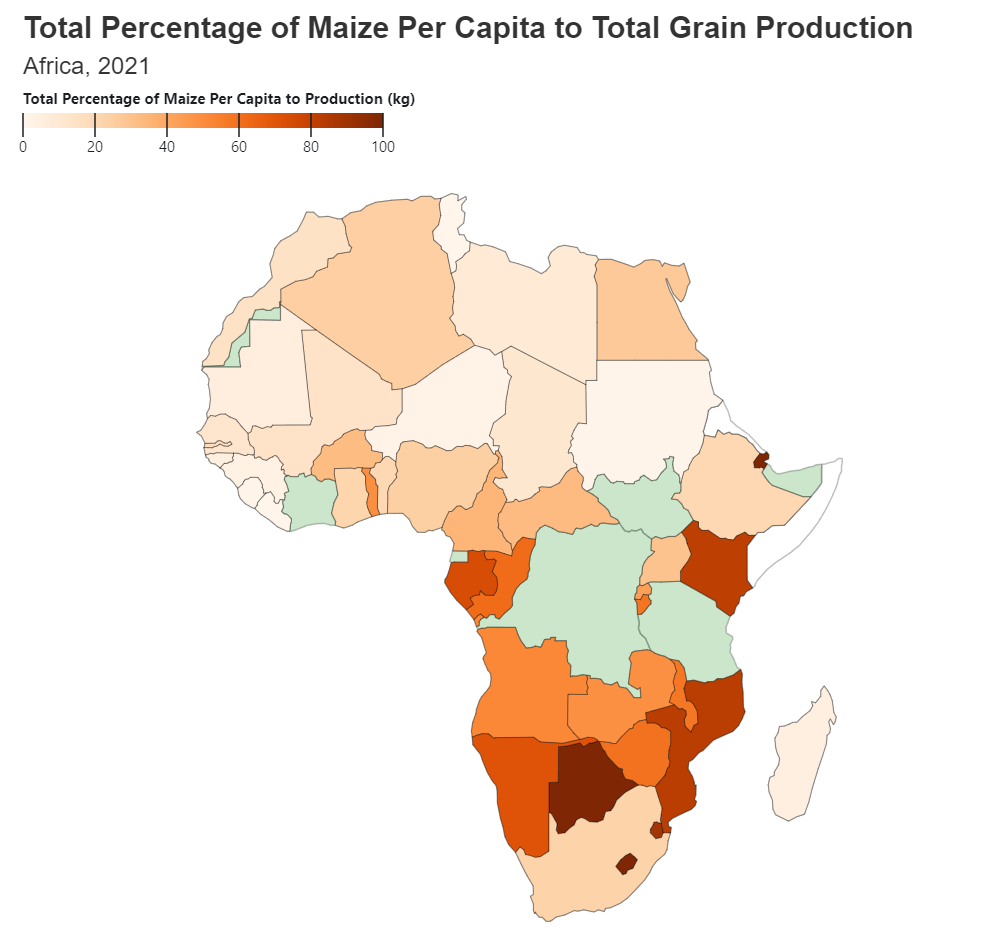 Total Percentage of Maize Per Capita to Total Grain Production
Africa, 2021
Total Percentage of Maize Per Capita to Production (kg)
0 20 40 60 80 100